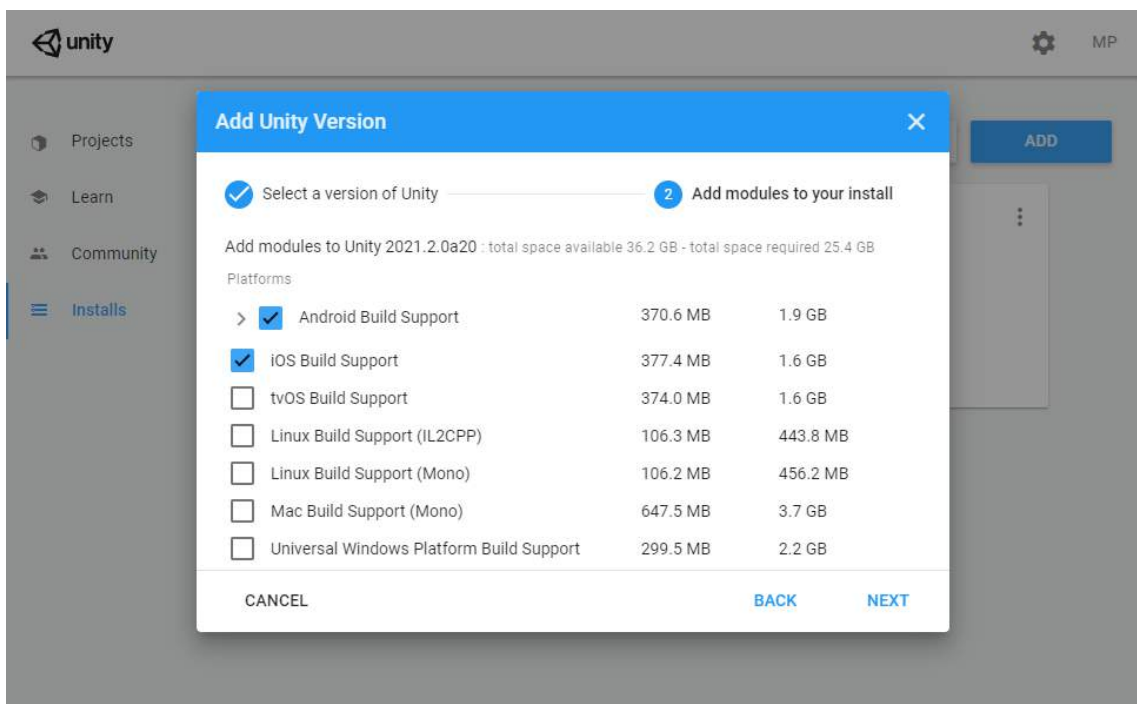 unity
MP
Add Unity Version
ADD
Projects
Learn
Community
Installs
Select a version of Unity
2 Add modules to your install
Add modules to Unity 2021.2.0a20 : total space available 36.2 GB - total space required 25.4 GB
Platforms
Android Build Support 370.6 MB 1.9 GB
iOS Build Support 377.4 MB 1.6 GB
tvOS Build Support 374.0 MB 1.6 GB
Linux Build Support (IL2CPP) 106.3 MB 443.8 MB
Linux Build Support (Mono) 106.2 MB 456.2 MB
Mac Build Support (Mono) 647.5 MB 3.7 GB
Universal Windows Platform Build Support 299.5 MB 2.2 GB
CANCEL BACK NEXT